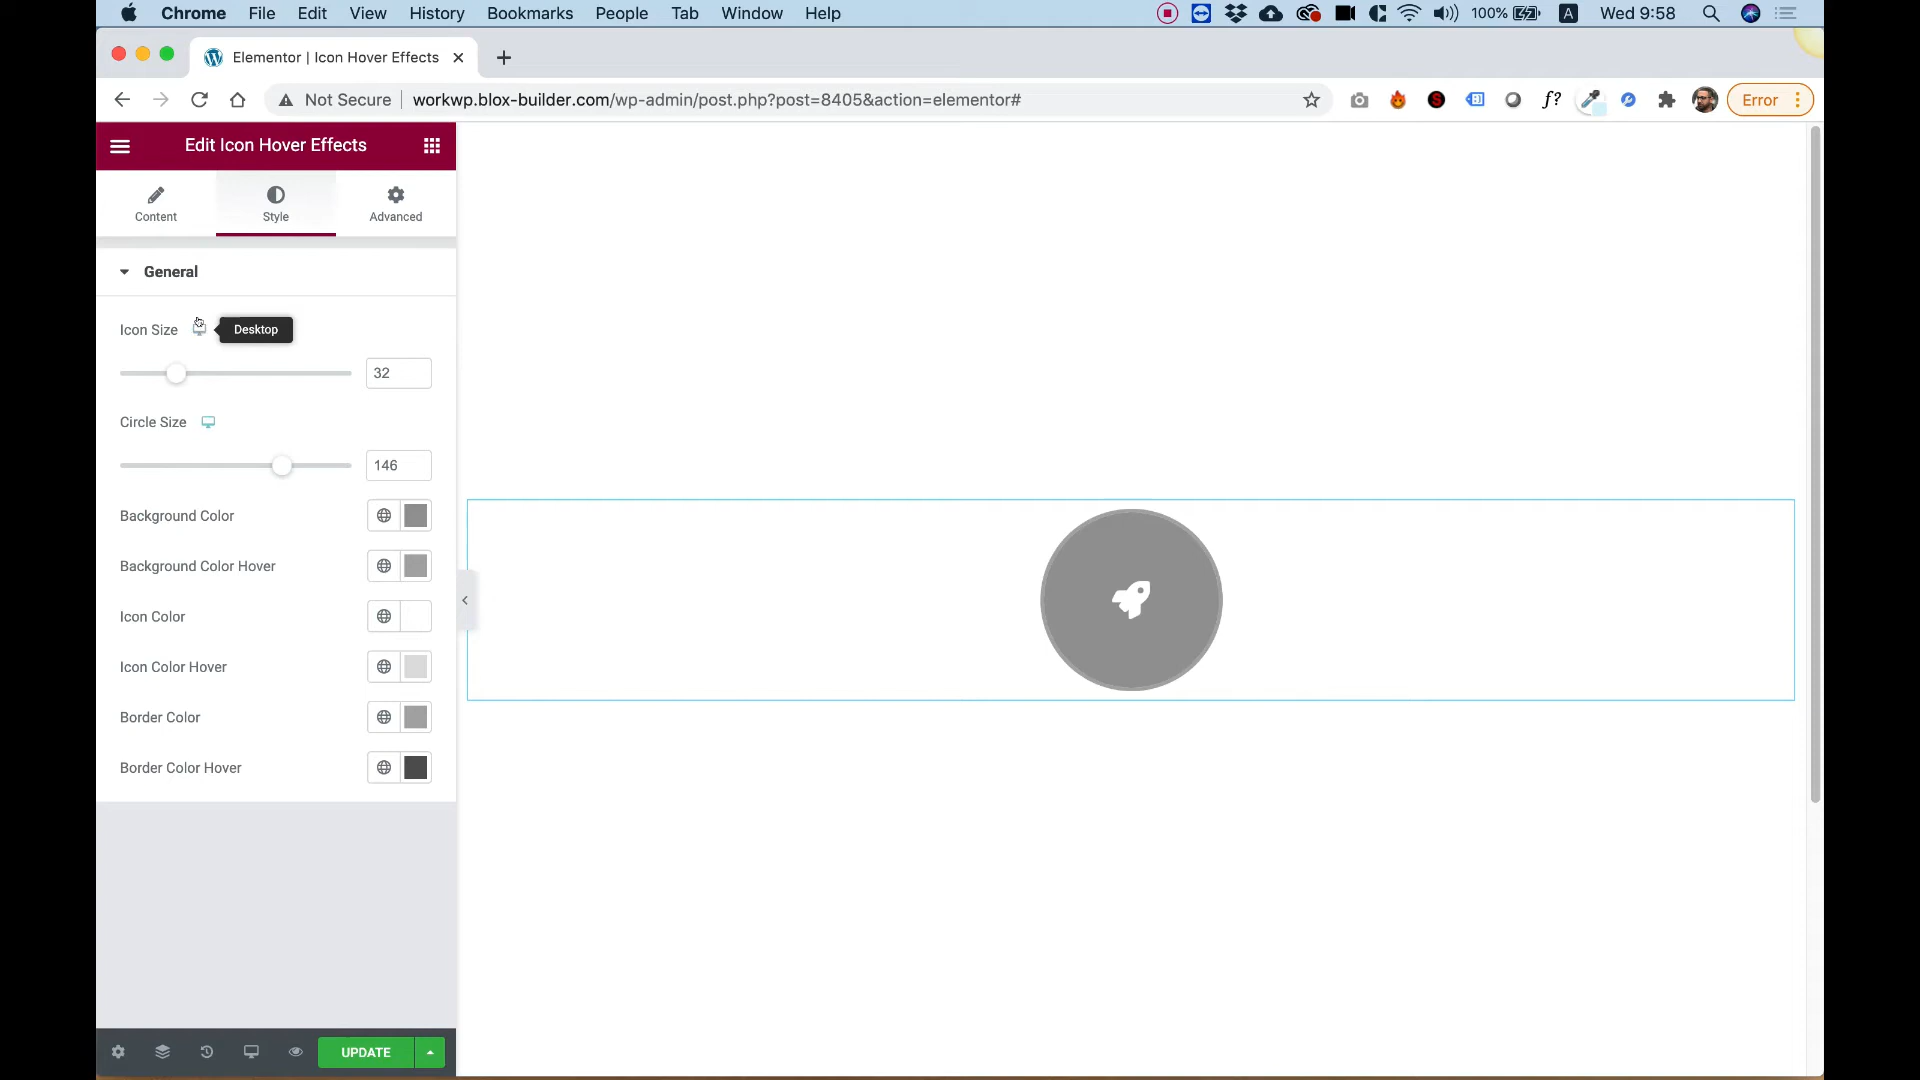 Chrome File Edit View History Bookmarks People Tab Window Help 100% A Wed 9:58
Elementor | Icon Hover Effects
Not Secure workwp.blox-builder.com/wp-admin/post.php?post=8405&action=elementor# S f? Error
Edit Icon Hover Effects
Content Style Advanced
General
Icon Size Desktop
32
Circle Size
146
Background Color
Background Color Hover
Icon Color
Icon Color Hover
Border Color
Border Color Hover
UPDATE